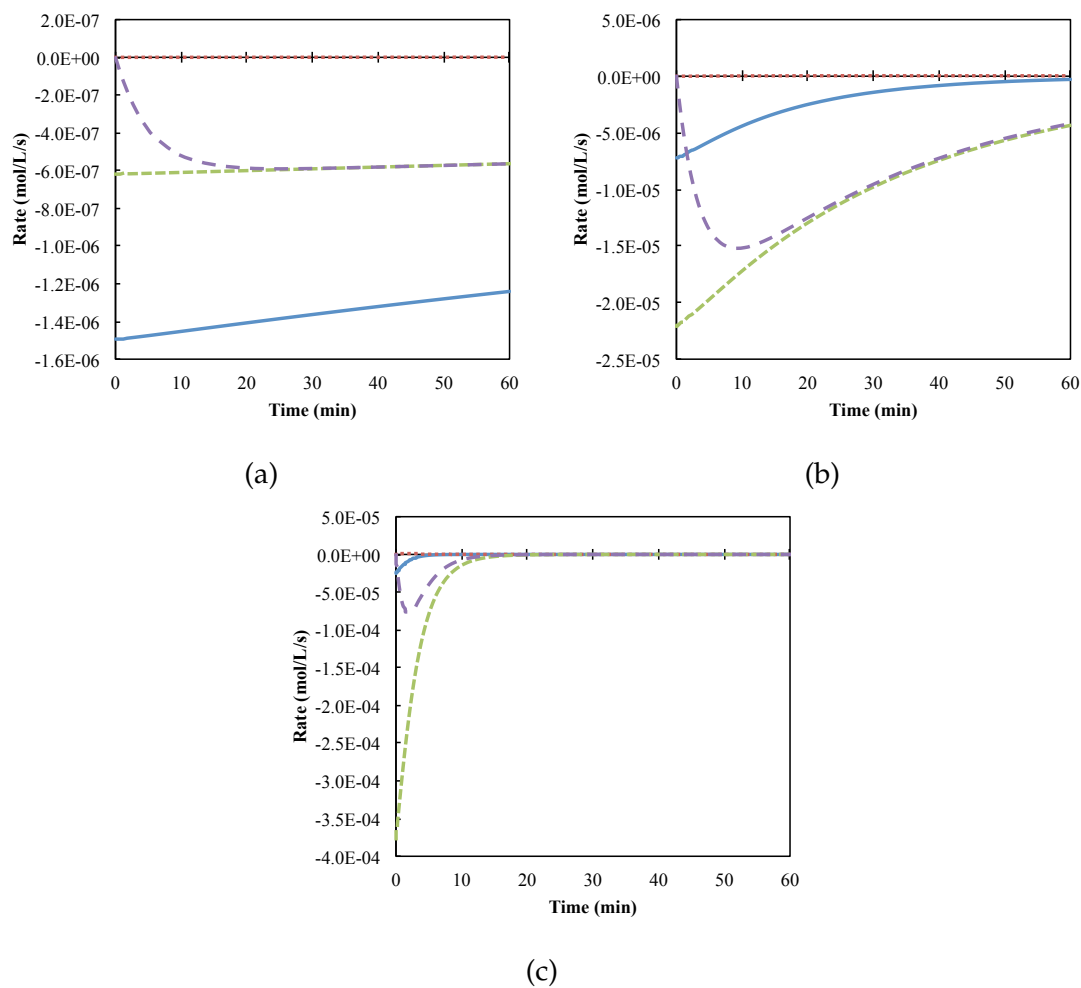 2.0E-07
0.0E+00
-2.0E-07
-4.0E-07
-6.0E-07
-8.0E-07
-1.0E-06
-1.2E-06
-1.4E-06
-1.6E-06
Rate (mol/L/s)
0 10 20 30 40 50 60
Time (min)
(a)
5.0E-06
0.0E+00
-5.0E-06
-1.0E-05
-1.5E-05
-2.0E-05
-2.5E-05
Rate (mol/L/s)
0 10 20 30 40 50 60
Time (min)
(b)
5.0E-05
0.0E+00
-5.0E-05
-1.0E-04
-1.5E-04
-2.0E-04
-2.5E-04
-3.0E-04
-3.5E-04
-4.0E-04
Rate (mol/L/s)
0 10 20 30 40 50 60
Time (min)
(c)